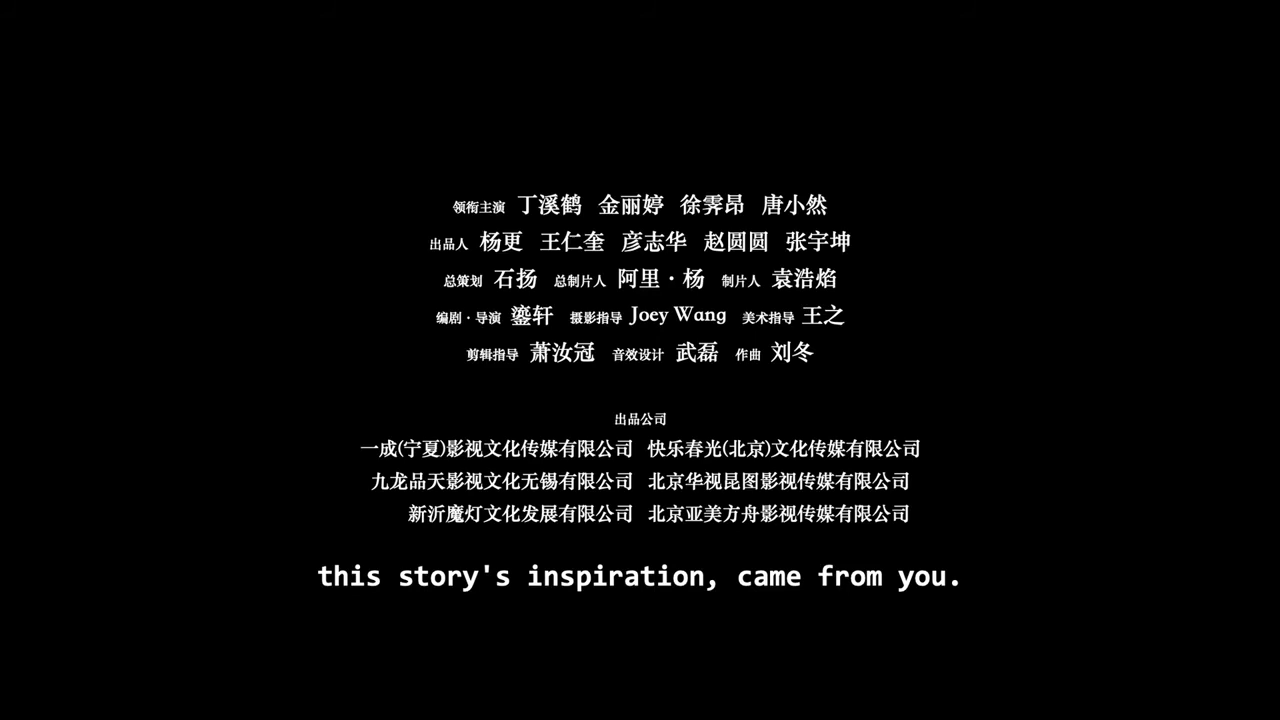 领衔主演 丁溪鹤 金丽婷 徐霁昂 唐小然
出品人 杨更 王仁奎 彦志华 赵圆圆 张宇坤
总策划 石扬 总制片人 阿里·杨 制片人 袁浩焰
编剧·导演 鎏轩 摄影指导 Joey Wang 美术指导 王之
剪辑指导 萧汝冠 音效设计 武磊 作曲 刘冬
出品公司
一成(宁夏)影视文化传媒有限公司 快乐春光(北京)文化传媒有限公司
九龙品天影视文化无锡有限公司 北京华视昆图影视传媒有限公司
新沂魔灯文化发展有限公司 北京亚美方舟影视传媒有限公司
this story's inspiration, came from you.